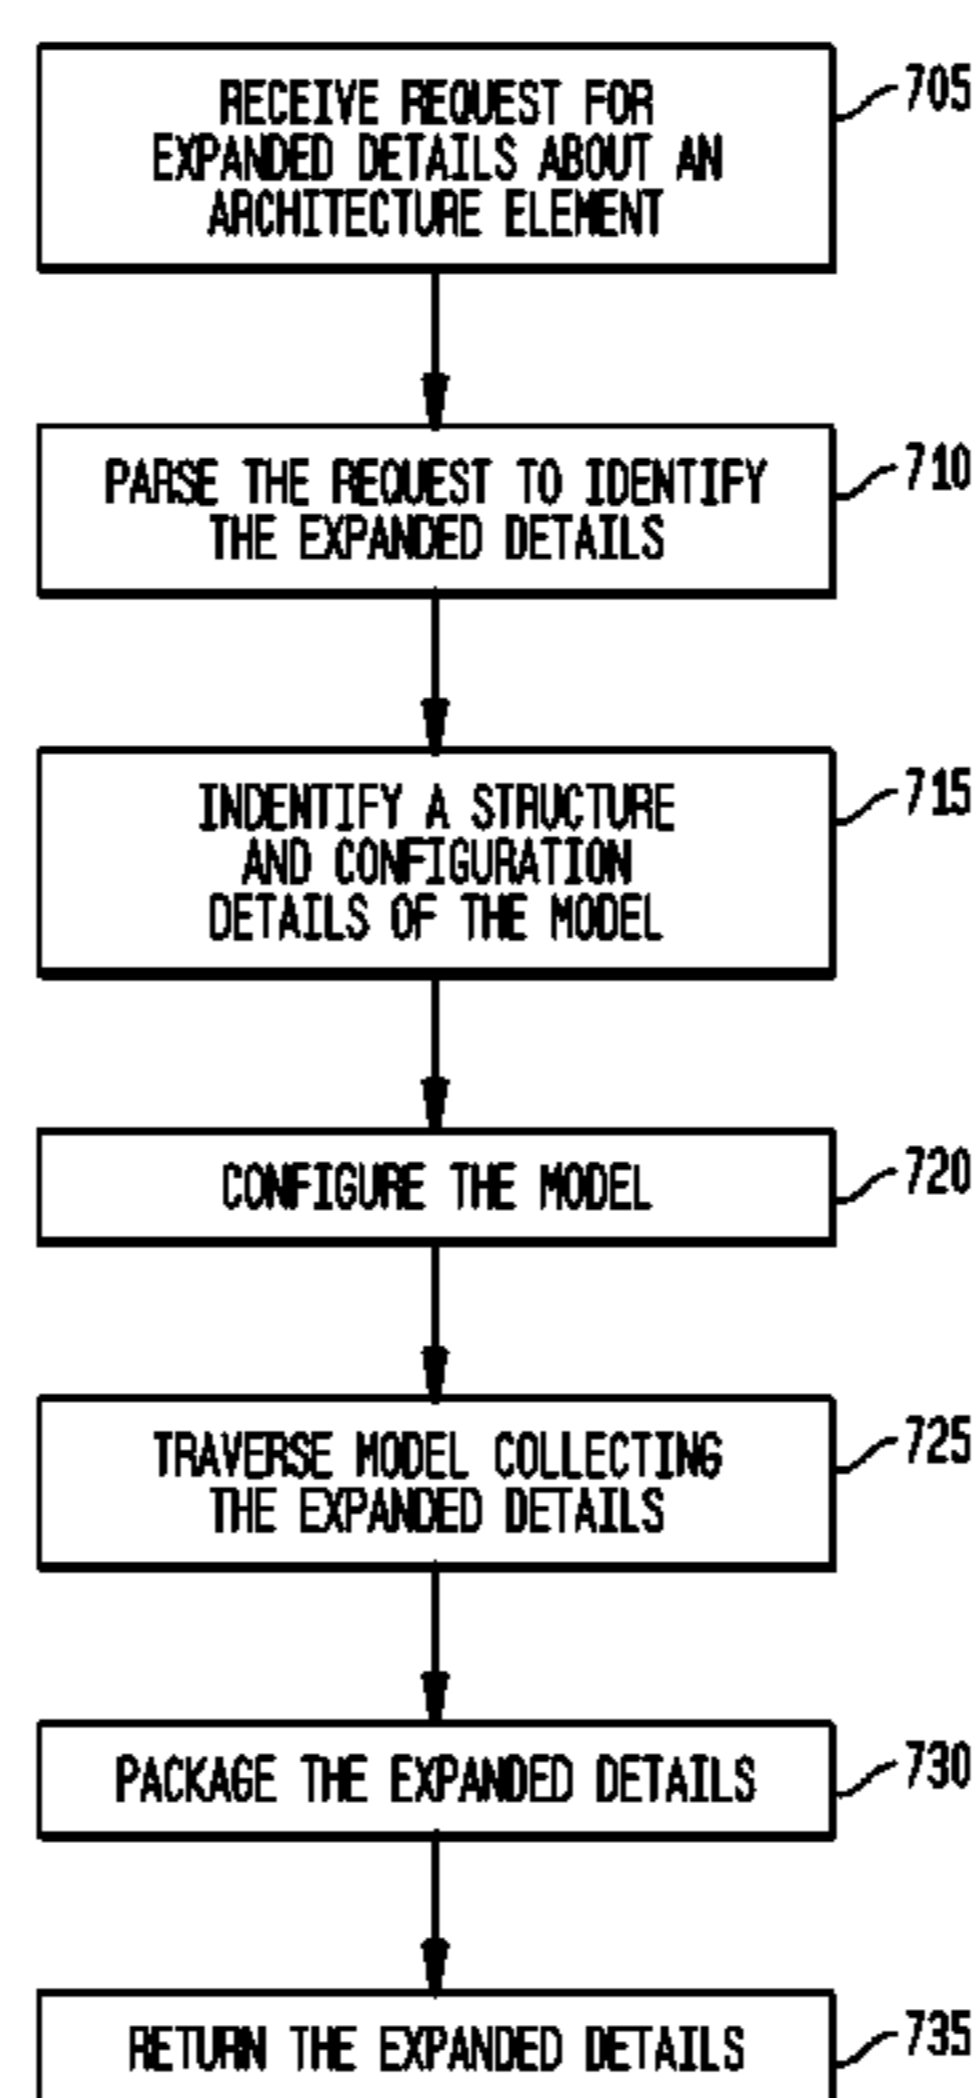 RECEIVE REQUEST FOR
EXPANDED DETAILS ABOUT AN
ARCHITECTURE ELEMENT
705
PARSE THE REQUEST TO IDENTIFY
THE EXPANDED DETAILS
710
INDENTIFY A STRUCTURE
AND CONFIGURATION
DETAILS OF THE MODEL
715
CONFIGURE THE MODEL
720
TRAVERSE MODEL COLLECTING
THE EXPANDED DETAILS
725
PACKAGE THE EXPANDED DETAILS
730
RETURN THE EXPANDED DETAILS
735